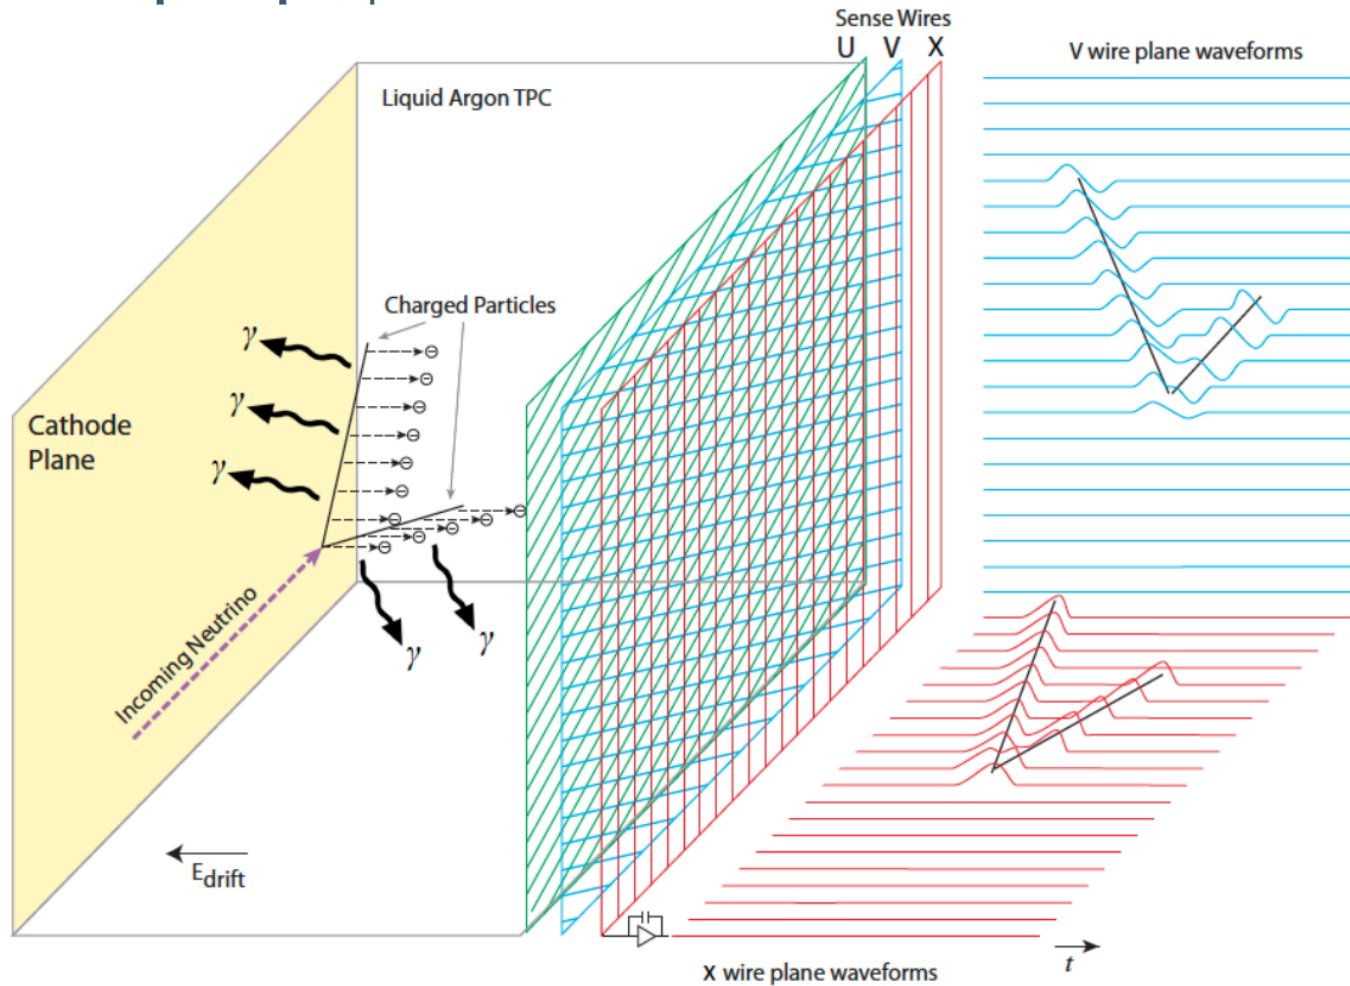 Sense Wires
U V X
V wire plane waveforms
Liquid Argon TPC
Charged Particles
γ
γ
γ
Cathode
Plane
Incoming Neutrino
γ
γ
Edrift
t
X wire plane waveforms